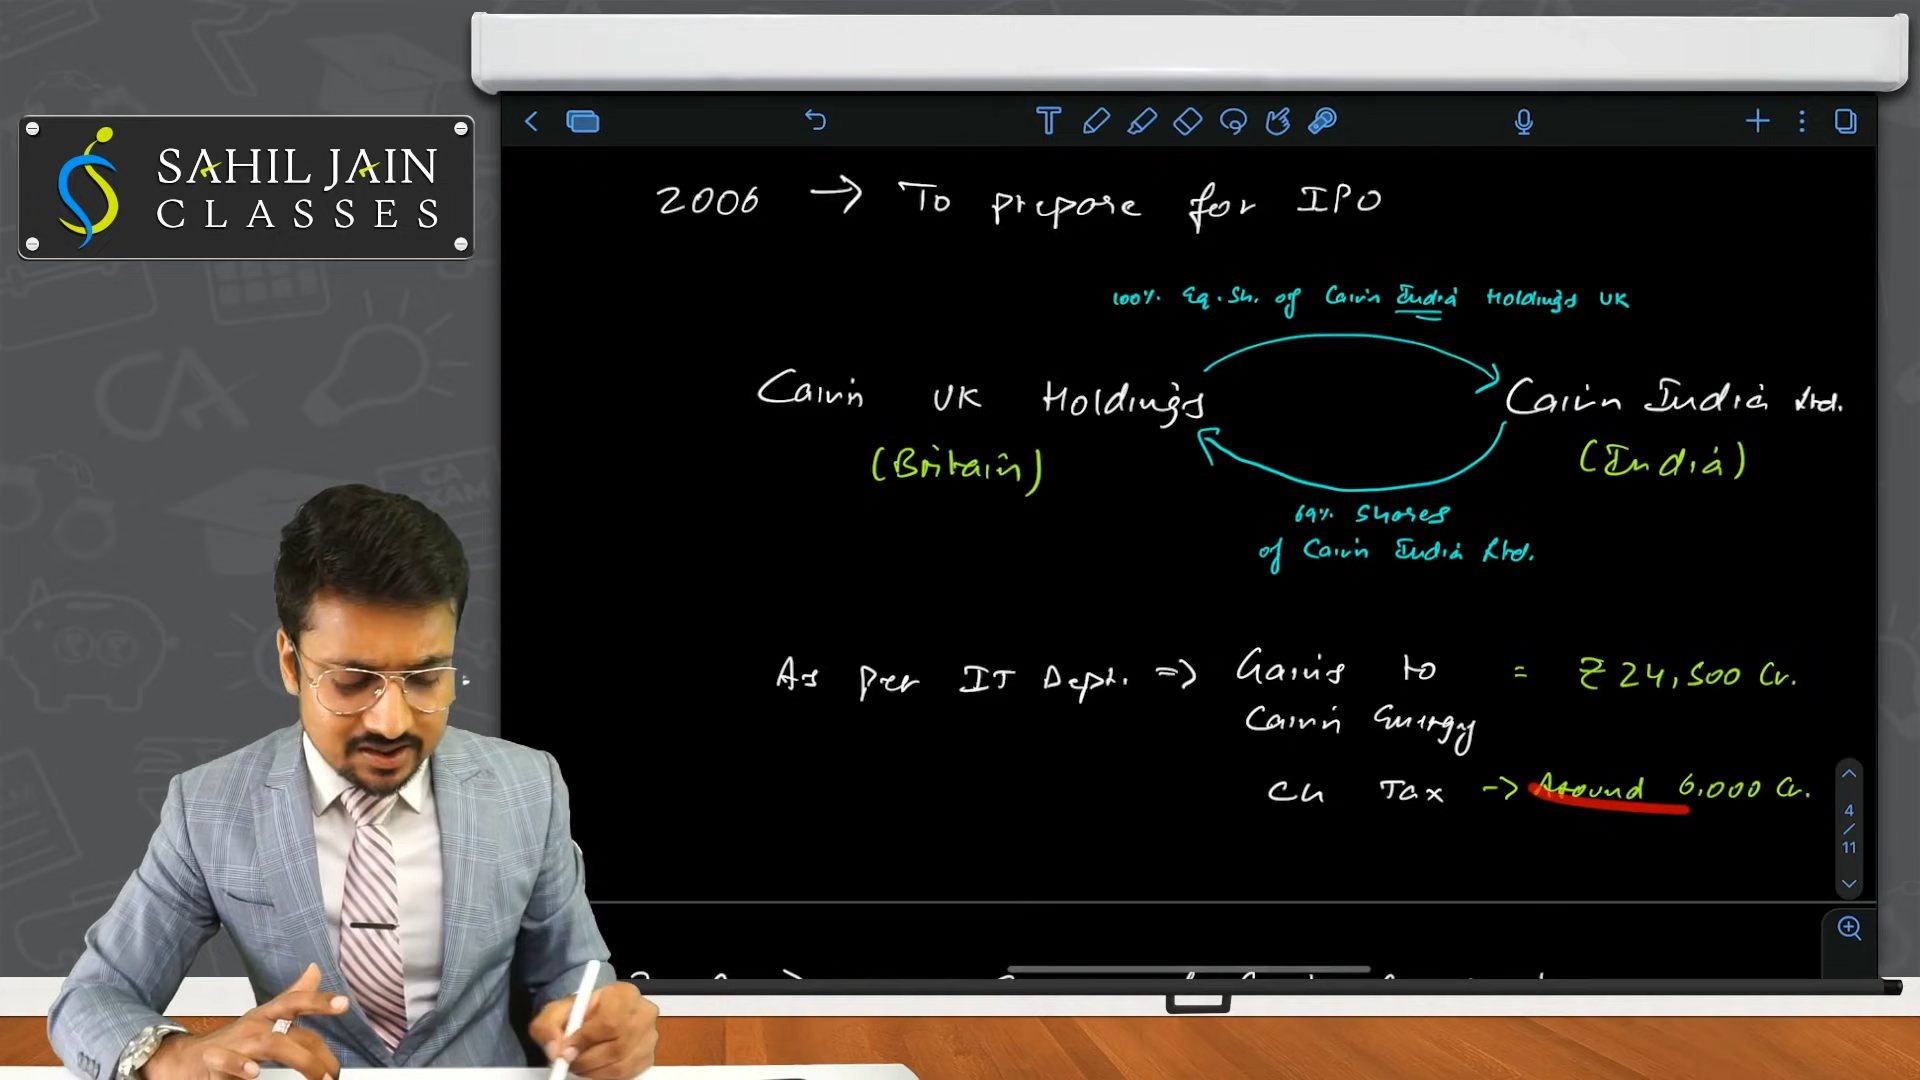 SAHIL JAIN
CLASSES
2006 → To prepare for IPO
100% Eq. Sh. of Cairn India Holdings UK
Cairn UK Holdings
Cairn India Ltd.
(Britain)
(India)
69% Shares
of Cairn India Ltd.
As per IT Dept. => Gains to = ₹ 24,500 Cr.
Cairn Energy
CG Tax -> Around 6,000 Cr.
4
/
11